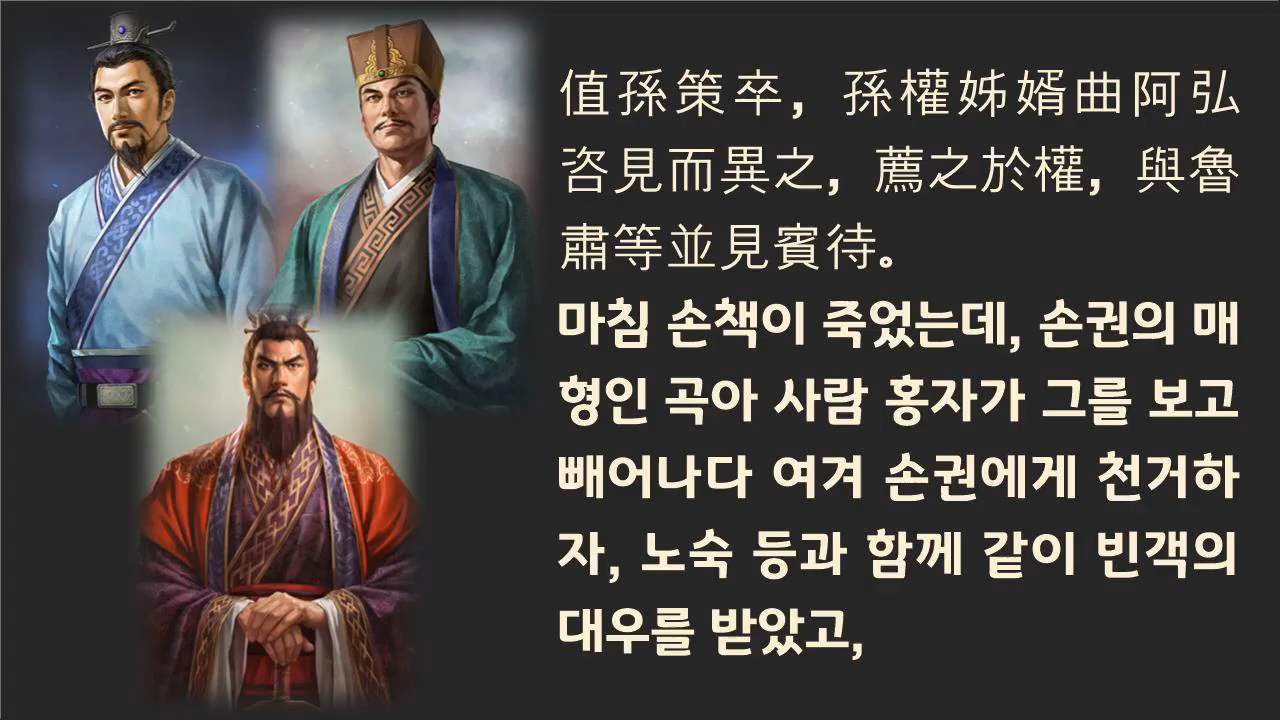 值孫策卒, 孫權姊婿曲阿弘
咨見而異之, 薦之於權, 與魯
肅等並見賓待。
마침 손책이 죽었는데, 손권의 매
형인 곡아 사람 홍자가 그를 보고
빼어나다 여겨 손권에게 천거하
자, 노숙 등과 함께 같이 빈객의
대우를 받았고,